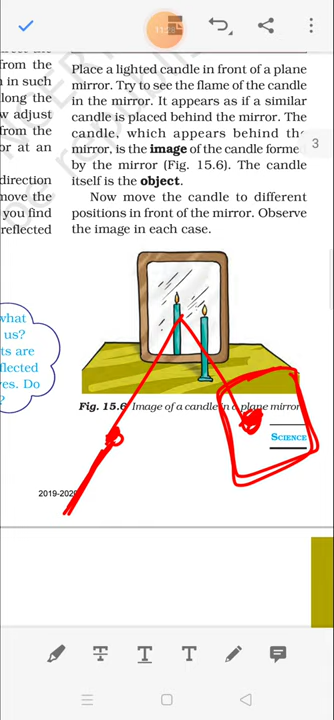 from the
in such
long the
w adjust
from the
or at an
direction
move the
you find
reflected
what
us?
ts are
flected
es. Do
?
Place a lighted candle in front of a plane
mirror. Try to see the flame of the candle
in the mirror. It appears as if a similar
candle is placed behind the mirror. The
candle, which appears behind the
mirror, is the image of the candle forme
by the mirror (Fig. 15.6). The candle
itself is the object.
Now move the candle to different
positions in front of the mirror. Observe
the image in each case.
3
Fig. 15.6 Image of a candle in a plane mirror
SCIENCE
2019-2020
T
T
T